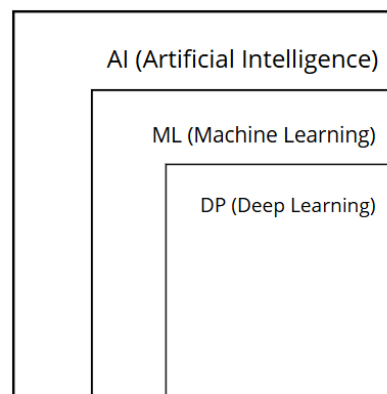 AI (Artificial Intelligence)
ML (Machine Learning)
DP (Deep Learning)